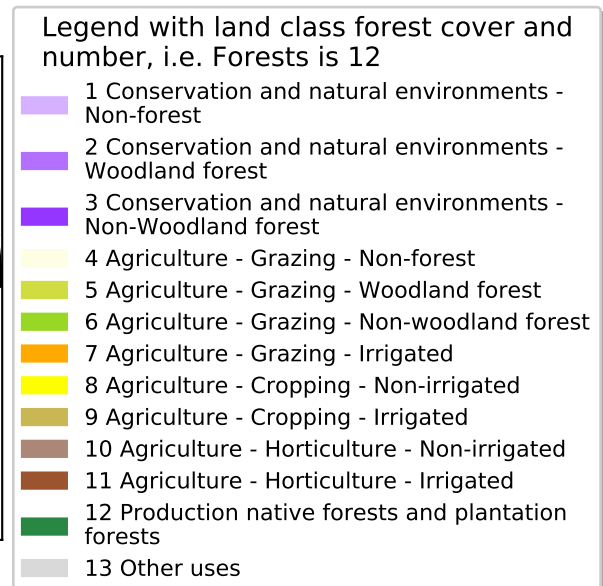 Legend with land class forest cover and
number, i.e. Forests is 12
1 Conservation and natural environments -
Non-forest
2 Conservation and natural environments -
Woodland forest
3 Conservation and natural environments -
Non-Woodland forest
4 Agriculture - Grazing - Non-forest
5 Agriculture - Grazing - Woodland forest
6 Agriculture - Grazing - Non-woodland forest
7 Agriculture - Grazing - Irrigated
8 Agriculture - Cropping - Non-irrigated
9 Agriculture - Cropping - Irrigated
10 Agriculture - Horticulture - Non-irrigated
11 Agriculture - Horticulture - Irrigated
12 Production native forests and plantation
forests
13 Other uses